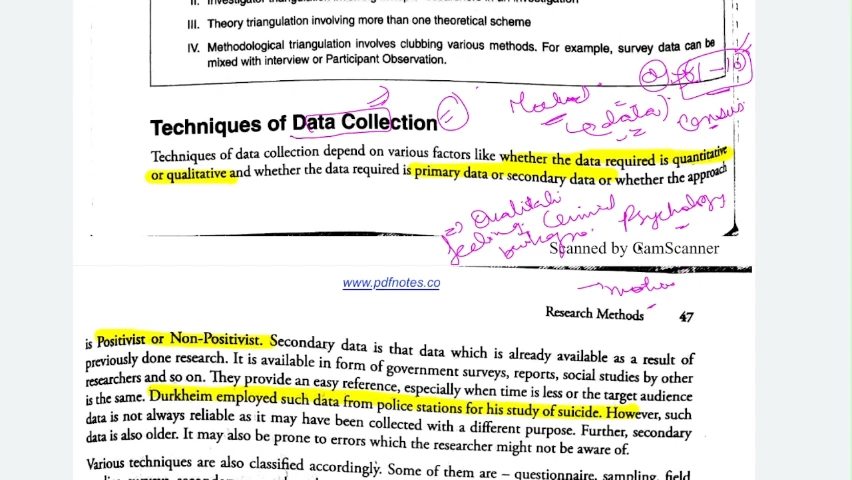 III. Theory triangulation involving more than one theoretical scheme
IV. Methodological triangulation involves clubbing various methods. For example, survey data can be
mixed with interview or Participant Observation.
Techniques of Data Collection
data
Census
Techniques of data collection depend on various factors like whether the data required is quantitative
or qualitative and whether the data required is primary data or secondary data or whether the approach
Psychology
feeling
Scanned by CamScanner
www.pdfnotes.co
Research Methods 47
is Positivist or Non-Positivist. Secondary data is that data which is already available as a result of
previously done research. It is available in form of government surveys, reports, social studies by other
researchers and so on. They provide an easy reference, especially when time is less or the target audience
is the same. Durkheim employed such data from police stations for his study of suicide. However, such
data is not always reliable as it may have been collected with a different purpose. Further, secondary
data is also older. It may also be prone to errors which the researcher might not be aware of.
Various techniques are also classified accordingly. Some of them are – questionnaire, sampling, field